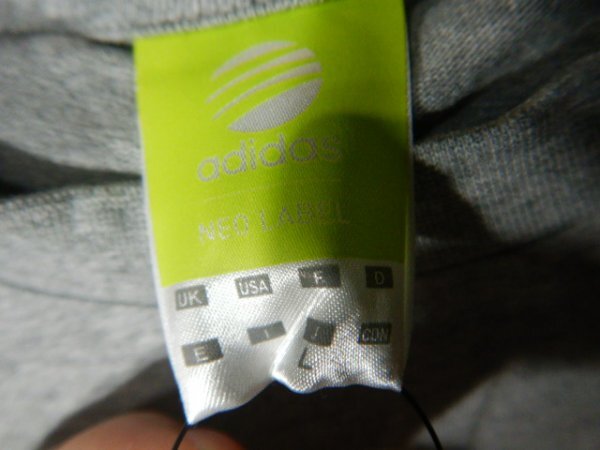 adidas
NEO LABEL
UK USA F D
E I J CDN
L